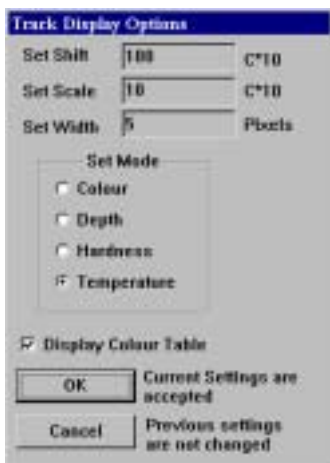 Track Display Options
Set Shift 100 C*10
Set Scale 10 C*10
Set Width 5 Pixels
Set Mode
Colour
Depth
Hardness
Temperature
Display Colour Table
OK Current Settings are
accepted
Cancel Previous settings
are not changed